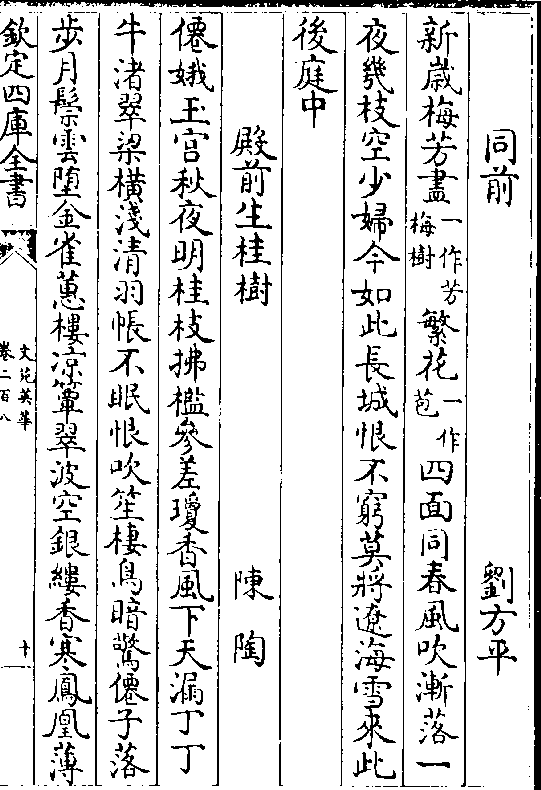 同前　劉方平
新歲梅芳盡一作芳梅樹繁花一作苞四面同春風吹漸落一
夜幾枝空少婦今如此長城恨不窮莫將遼海雪來此
後庭中
殿前生桂樹　陳陶
僊娥玉宫秋夜明桂枝拂檻參差瓊香風下天漏丁丁
牛渚翠梁橫淺清羽帳不眠恨吹笙棲鳥暗驚僊子落
步月鬃雲墮金雀蕙樓凉簟翠波空銀縷香寒鳳凰薄
欽定四庫全書
文苑英華
卷二百八
十一